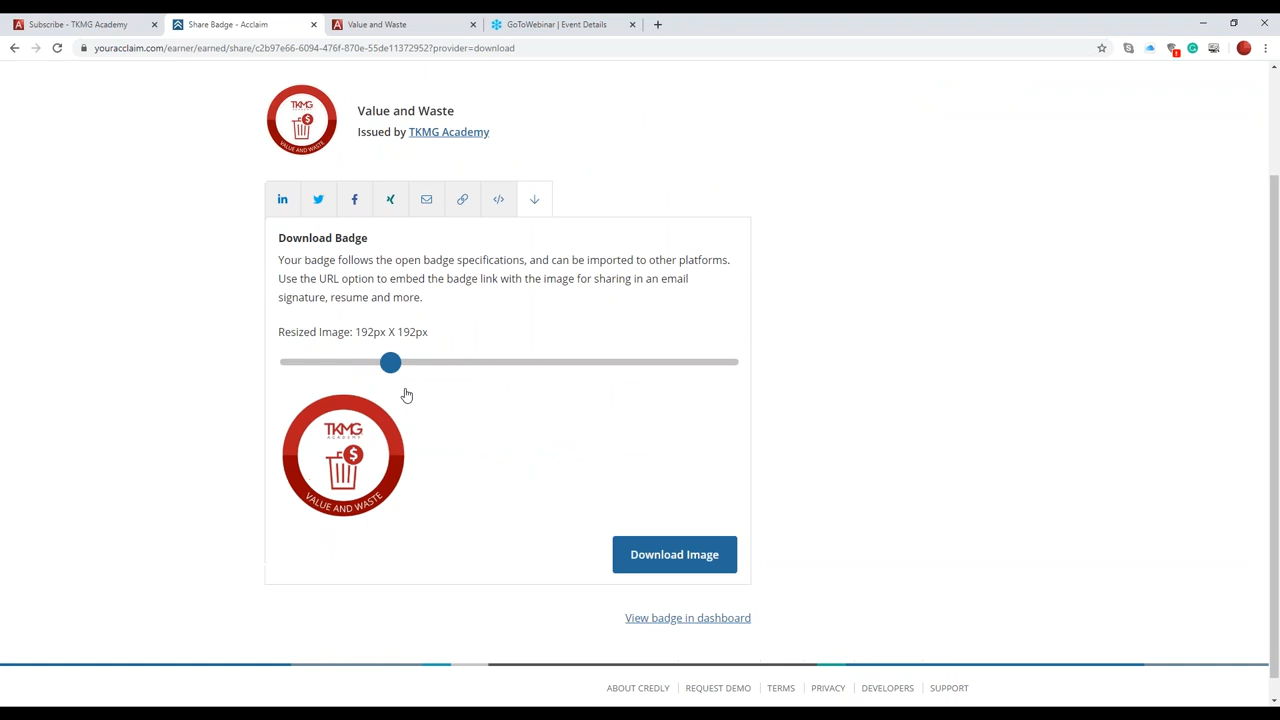 Subscribe - TKMG Academy
Share Badge - Acclaim
Value and Waste
GoToWebinar | Event Details
youracclaim.com/earner/earned/share/c2b97e66-6094-476f-870e-55de11372952?provider=download
TKMG
VALUE AND WASTE
Value and Waste
Issued by TKMG Academy
Download Badge
Your badge follows the open badge specifications, and can be imported to other platforms.
Use the URL option to embed the badge link with the image for sharing in an email
signature, resume and more.
Resized Image: 192px X 192px
TKMG
ACADEMY
$
VALUE AND WASTE
Download Image
View badge in dashboard
ABOUT CREDLY
REQUEST DEMO
TERMS
PRIVACY
DEVELOPERS
SUPPORT